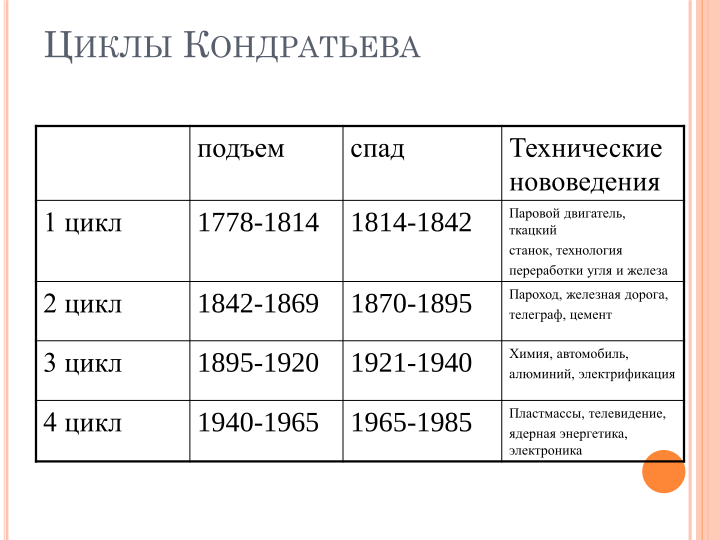 Циклы Кондратьева
подъем спад Технические
нововедения
1 цикл 1778-1814 1814-1842 Паровой двигатель,
ткацкий
станок, технология
переработки угля и железа
2 цикл 1842-1869 1870-1895 Пароход, железная дорога,
телеграф, цемент
3 цикл 1895-1920 1921-1940 Химия, автомобиль,
алюминий, электрификация
4 цикл 1940-1965 1965-1985 Пластмассы, телевидение,
ядерная энергетика,
электроника